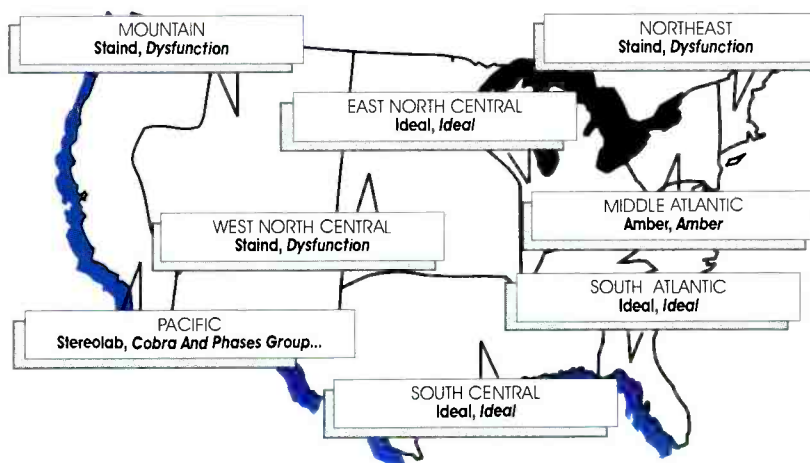 MOUNTAIN
Staind, Dysfunction
NORTHEAST
Staind, Dysfunction
EAST NORTH CENTRAL
Ideal, Ideal
MIDDLE ATLANTIC
Amber, Amber
WEST NORTH CENTRAL
Staind, Dysfunction
SOUTH ATLANTIC
Ideal, Ideal
PACIFIC
Stereolab, Cobra And Phases Group...
SOUTH CENTRAL
Ideal, Ideal